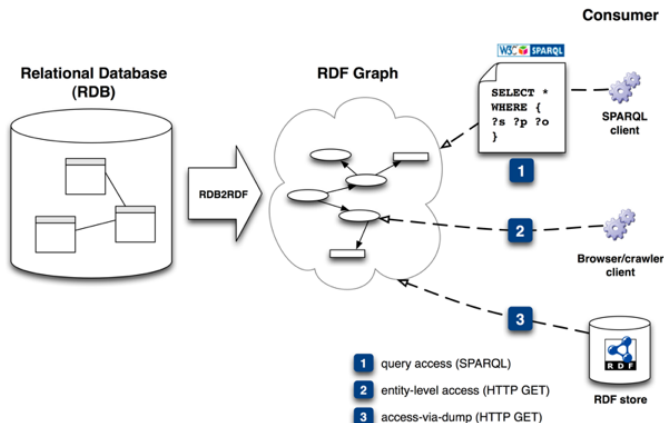 Consumer
Relational Database
(RDB)
RDF Graph
W3C SPARQL
SELECT *
WHERE {
?s ?p ?o
}
SPARQL
client
RDB2RDF
1
2
Browser/crawler
client
3
RDF
RDF store
1 query access (SPARQL)
2 entity-level access (HTTP GET)
3 access-via-dump (HTTP GET)